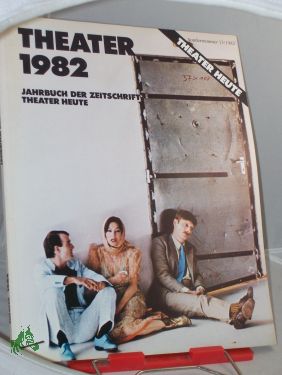 THEATER
1982
JAHRBUCH DER ZEITSCHRIFT
THEATER HEUTE
THEATER HEUTE